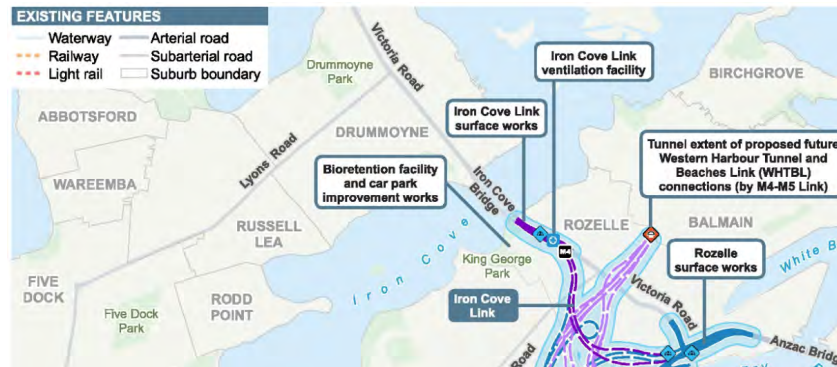 EXISTING FEATURES
Waterway
Arterial road
Railway
Subarterial road
Light rail
Suburb boundary
Drummoyne
Park
Victoria Road
Iron Cove Link
ventilation facility
BIRCHGROVE
ABBOTSFORD
DRUMMOYNE
Iron Cove Link
surface works
Tunnel extent of proposed future
Western Harbour Tunnel and
Beaches Link (WHTBL)
connections (by M4-M5 Link)
Lyons Road
WAREEMBA
Bioretention facility
and car park
improvement works
Iron Cove
Bridge
ROZELLE
BALMAIN
RUSSELL
LEA
M4
Rozelle
surface works
White B
King George
Park
FIVE
DOCK
RODD
POINT
Iron Cove
Five Dock
Park
Iron Cove
Link
Victoria Road
Road
Anzac Bridg